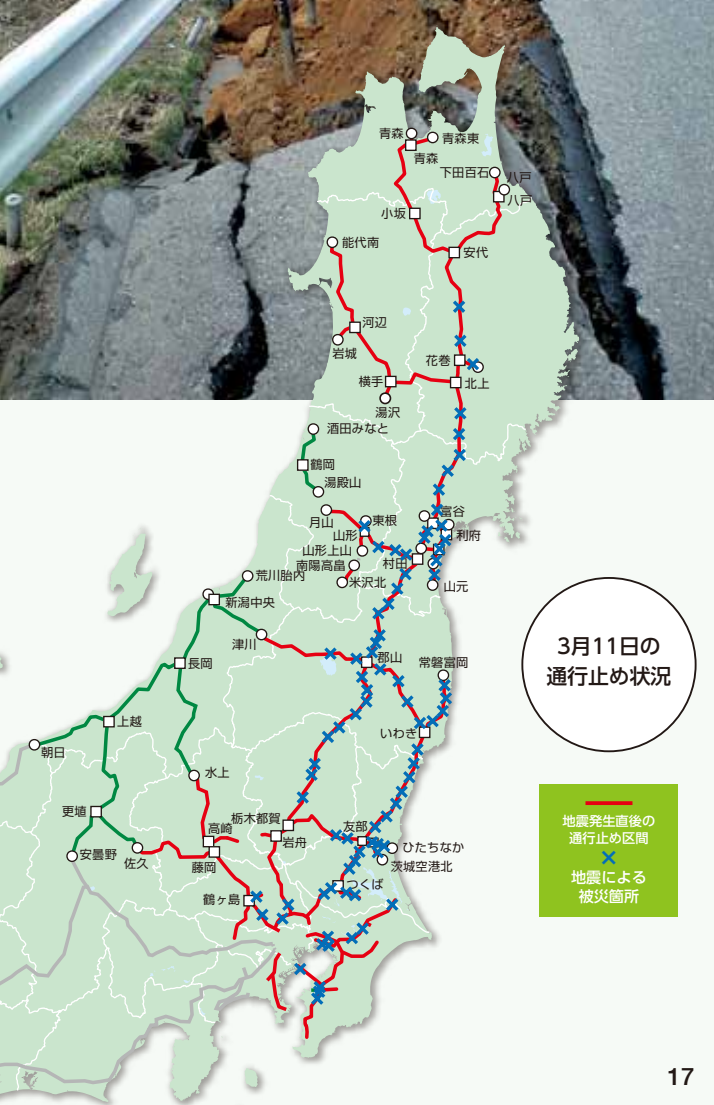 青森
青森東
青森
下田百石
八戸
八戸
小坂
能代南
安代
河辺
岩城
花巻
横手
北上
湯沢
酒田みなと
鶴岡
湯殿山
月山
東根
富谷
山形
利府
山形上山
村田
南陽高畠
荒川胎内
米沢北
山元
新潟中央
津川
長岡
郡山
常磐富岡
3月11日の
通行止め状況
上越
いわき
朝日
水上
更埴
栃木都賀
高崎
友部
岩舟
ひたちなか
安曇野
佐久
藤岡
茨城空港北
つくば
鶴ヶ島
地震発生直後の
通行止め区間
地震による
被災箇所
17